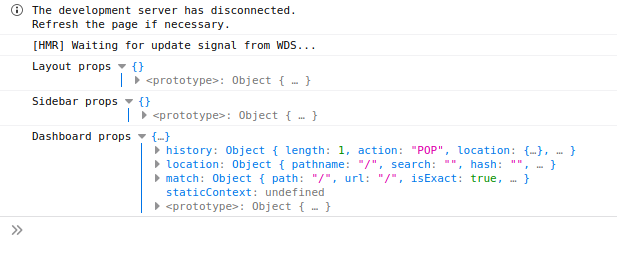 The development server has disconnected.
Refresh the page if necessary.
[HMR] Waiting for update signal from WDS...
Layout props {}
<prototype>: Object { … }
Sidebar props {}
<prototype>: Object { … }
Dashboard props {…}
history: Object { length: 1, action: "POP", location: {…}, … }
location: Object { pathname: "/", search: "", hash: "", … }
match: Object { path: "/", url: "/", isExact: true, … }
staticContext: undefined
<prototype>: Object { … }